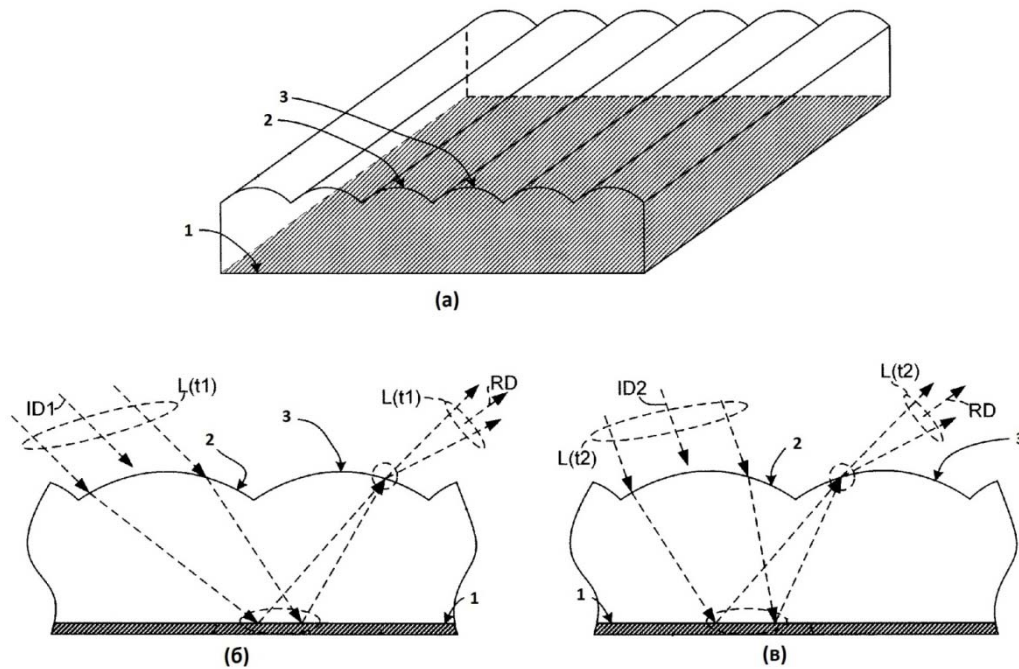 3
2
1
(а)
ID1
L(t1)
2
3
L(t1)
RD
1
(б)
L(t2)
ID2
2
L(t2)
RD
3
1
(в)